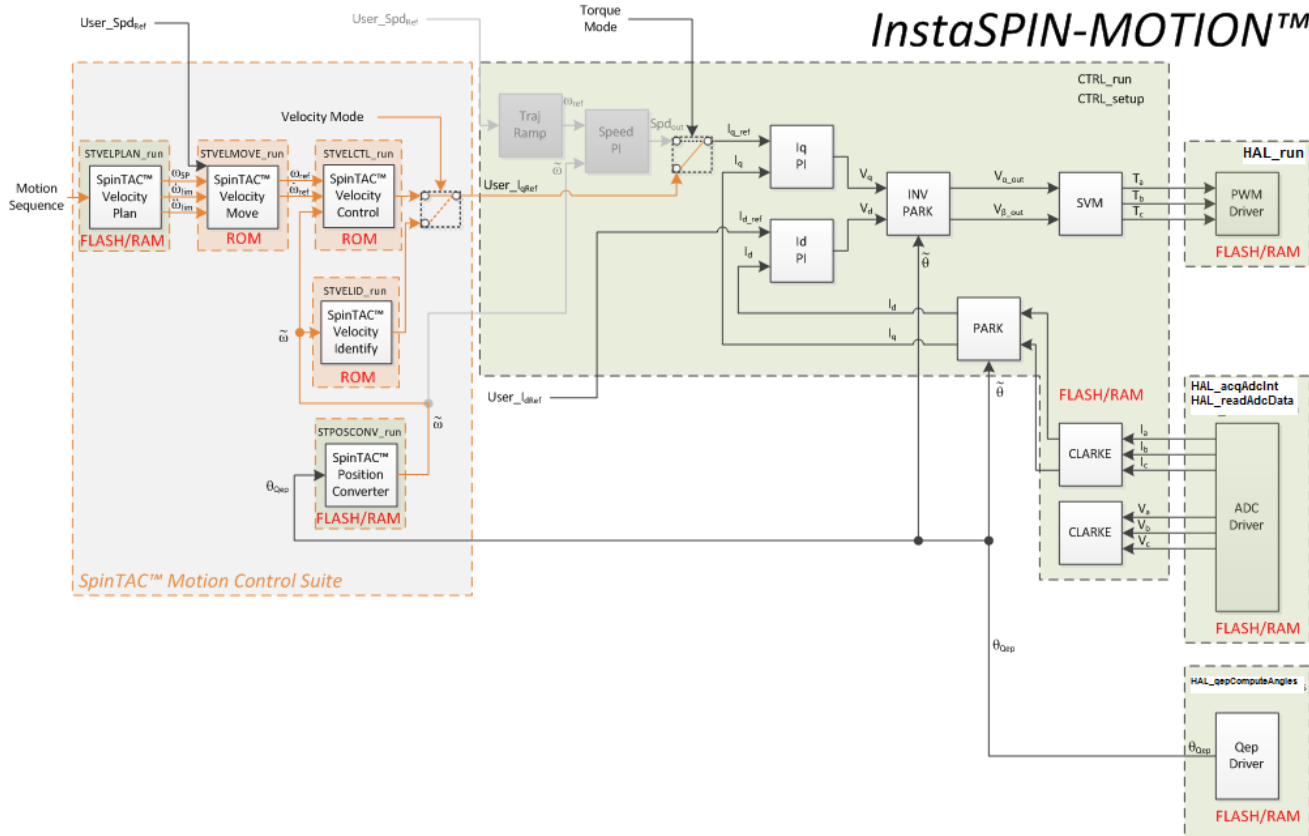 InstaSPIN-MOTION™
User_SpdRef
User_SpdRef
Torque
Mode
CTRL_run
CTRL_setup
Velocity Mode
Traj
Ramp
ωref
Speed
PI
Spdout
ω̃
Iq_ref
Iq
Iq
PI
Vq
INV
PARK
Vα_out
Vβ_out
SVM
Ta
Tb
Tc
HAL_run
PWM
Driver
FLASH/RAM
Motion
Sequence
STVELPLAN_run
SpinTAC™
Velocity
Plan
FLASH/RAM
ωSP
ω̇lim
ω̈lim
STVELMOVE_run
SpinTAC™
Velocity
Move
ROM
ωref
ω̇ref
STVELCTL_run
SpinTAC™
Velocity
Control
ROM
User_IqRef
Id_ref
Id
Id
PI
Vd
θ̃
STVELID_run
SpinTAC™
Velocity
Identify
ROM
ω̃
Id
Iq
PARK
θ̃
User_IdRef
ω̃
STPOSCONV_run
SpinTAC™
Position
Converter
FLASH/RAM
θQep
FLASH/RAM
CLARKE
Ia
Ib
Ic
CLARKE
Va
Vb
Vc
HAL_acqAdcInt
HAL_readAdcData
ADC
Driver
FLASH/RAM
SpinTAC™ Motion Control Suite
θQep
HAL_qepComputeAngles
θQep
Qep
Driver
FLASH/RAM